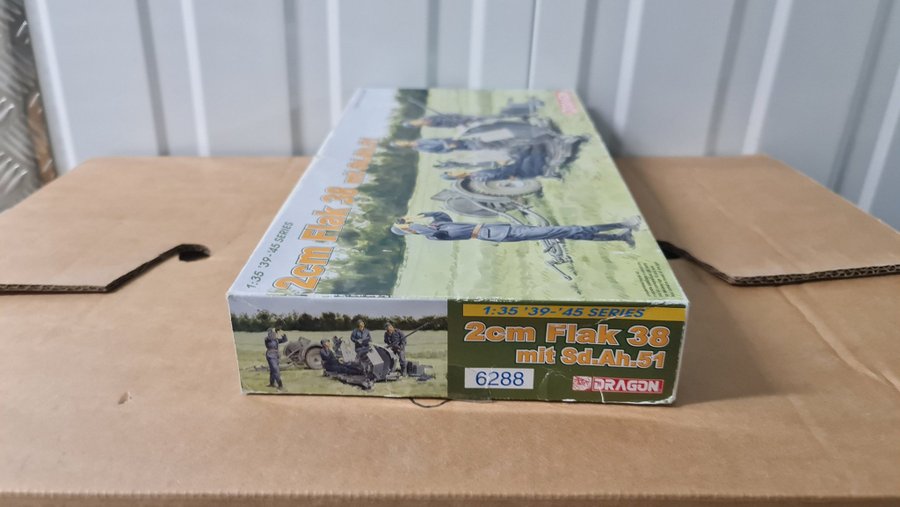 1:35 '39-'45 SERIES
2cm Flak 38
1:35 '39-'45 SERIES
2cm Flak 38
mit Sd.Ah.51
6288
DRAGON